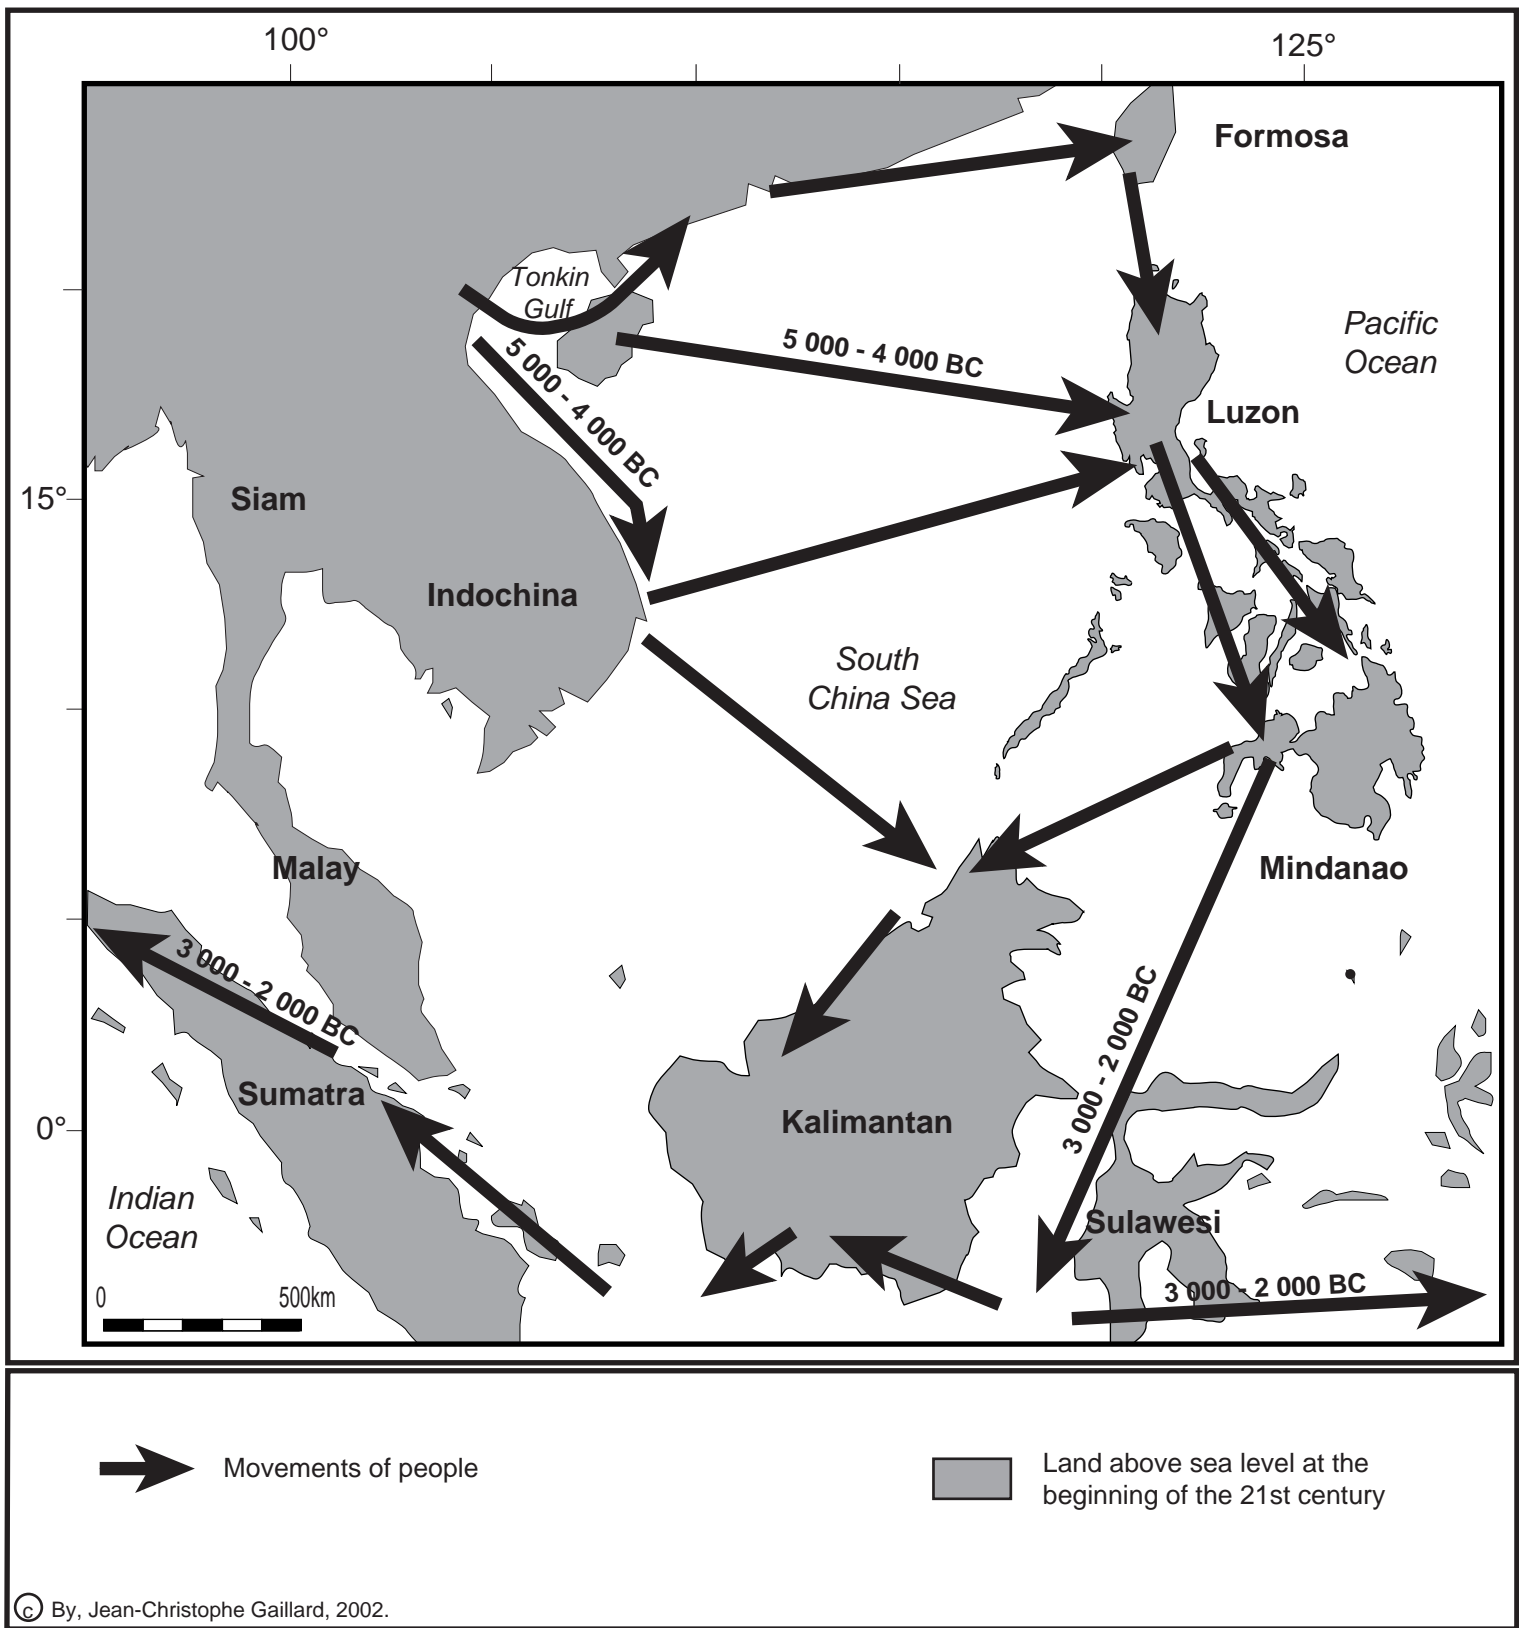 100°
125°
Formosa
Tonkin
Gulf
5 000 - 4 000 BC
5 000 - 4 000 BC
Pacific
Ocean
Luzon
15°
Siam
Indochina
South
China Sea
Malay
Mindanao
3 000 - 2 000 BC
3 000 - 2 000 BC
Sumatra
Kalimantan
0°
Indian
Ocean
Sulawesi
3 000 - 2 000 BC
0 500km
Movements of people
Land above sea level at the
beginning of the 21st century
© By, Jean-Christophe Gaillard, 2002.